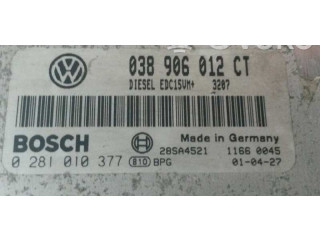 038 906 012 CT
DIESEL EDC15VM+ 3207
BOSCH
Made in Germany
28SA4521 1166 0045
0 281 010 377 810 BPG 01-04-27